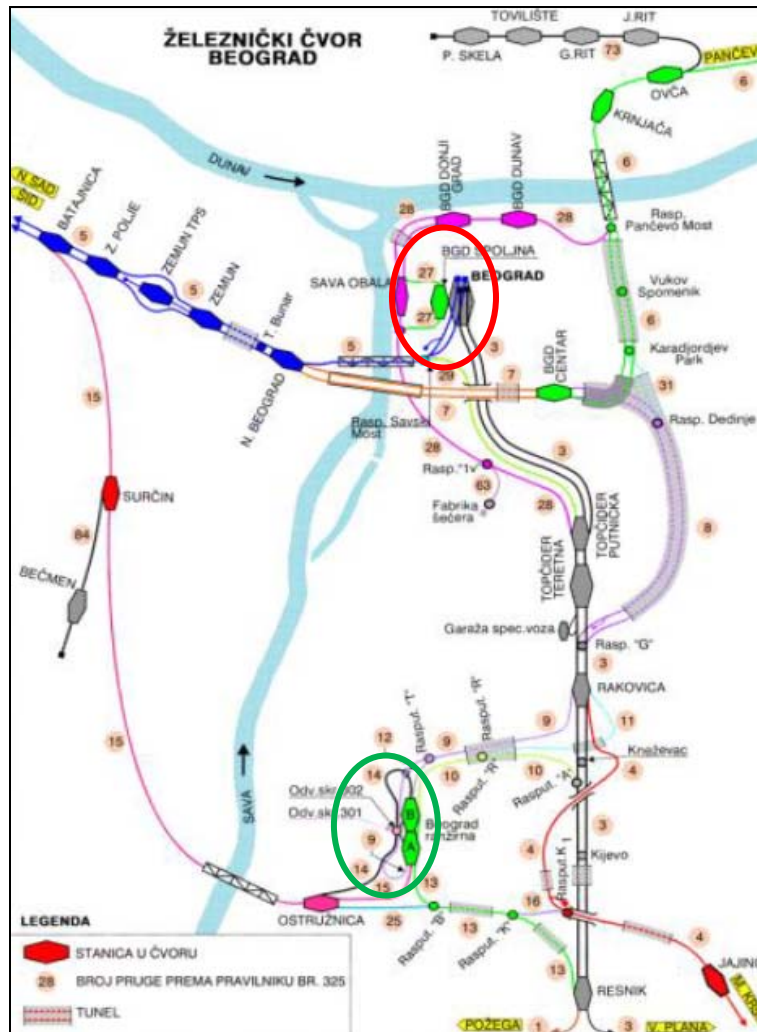 ŽELEZNIČKI ČVOR
BEOGRAD
TOVILIŠTE
J.RIT
P. SKELA
G.RIT
73
PANČEVO
6
OVČA
KRNJAČA
DUNAV
6
BGD DONJI
GRAD
BGD DUNAV
28
28
Rasp.
Pančevo Most
N. SAD
ŠID
BATAJNICA
5
Z. POLJE
ZEMUN TPS
5
ZEMUN
T. Bunar
N. BEOGRAD
BGD SPOLJNA
BEOGRAD
SAVA OBALA
27
27
Vukov
Spomenik
6
Karadjordjev
Park
5
3
29
7
7
BGD
CENTAR
31
Rasp. Savski
Most
Rasp. Dedinje
15
28
Rasp."1v"
3
63
Fabrika
šećera
28
SURČIN
84
BEČMEN
TOPČIDER
PUTNIČKA
8
TOPČIDER
TERETNA
Garaža spec.voza
Rasp. "G"
3
RAKOVICA
15
SAVA
12
Rasput. "T"
9
Rasput. "R"
9
11
Kneževac
14
10
Rasput. "R"
10
Rasput. "A"
4
Odv.skr.302
Odv.skr.301
B
A
Beograd
ranžirna
3
9
14
15
4
Rasput.K1
Kijevo
13
16
OSTRUŽNICA
25
Rasput. "B"
13
Rasput. "K"
13
4
JAJINCI
RESNIK
POŽEGA
1
3
V. PLANA
LEGENDA
STANICA U ČVORU
28
BROJ PRUGE PREMA PRAVILNIKU BR. 325
TUNEL